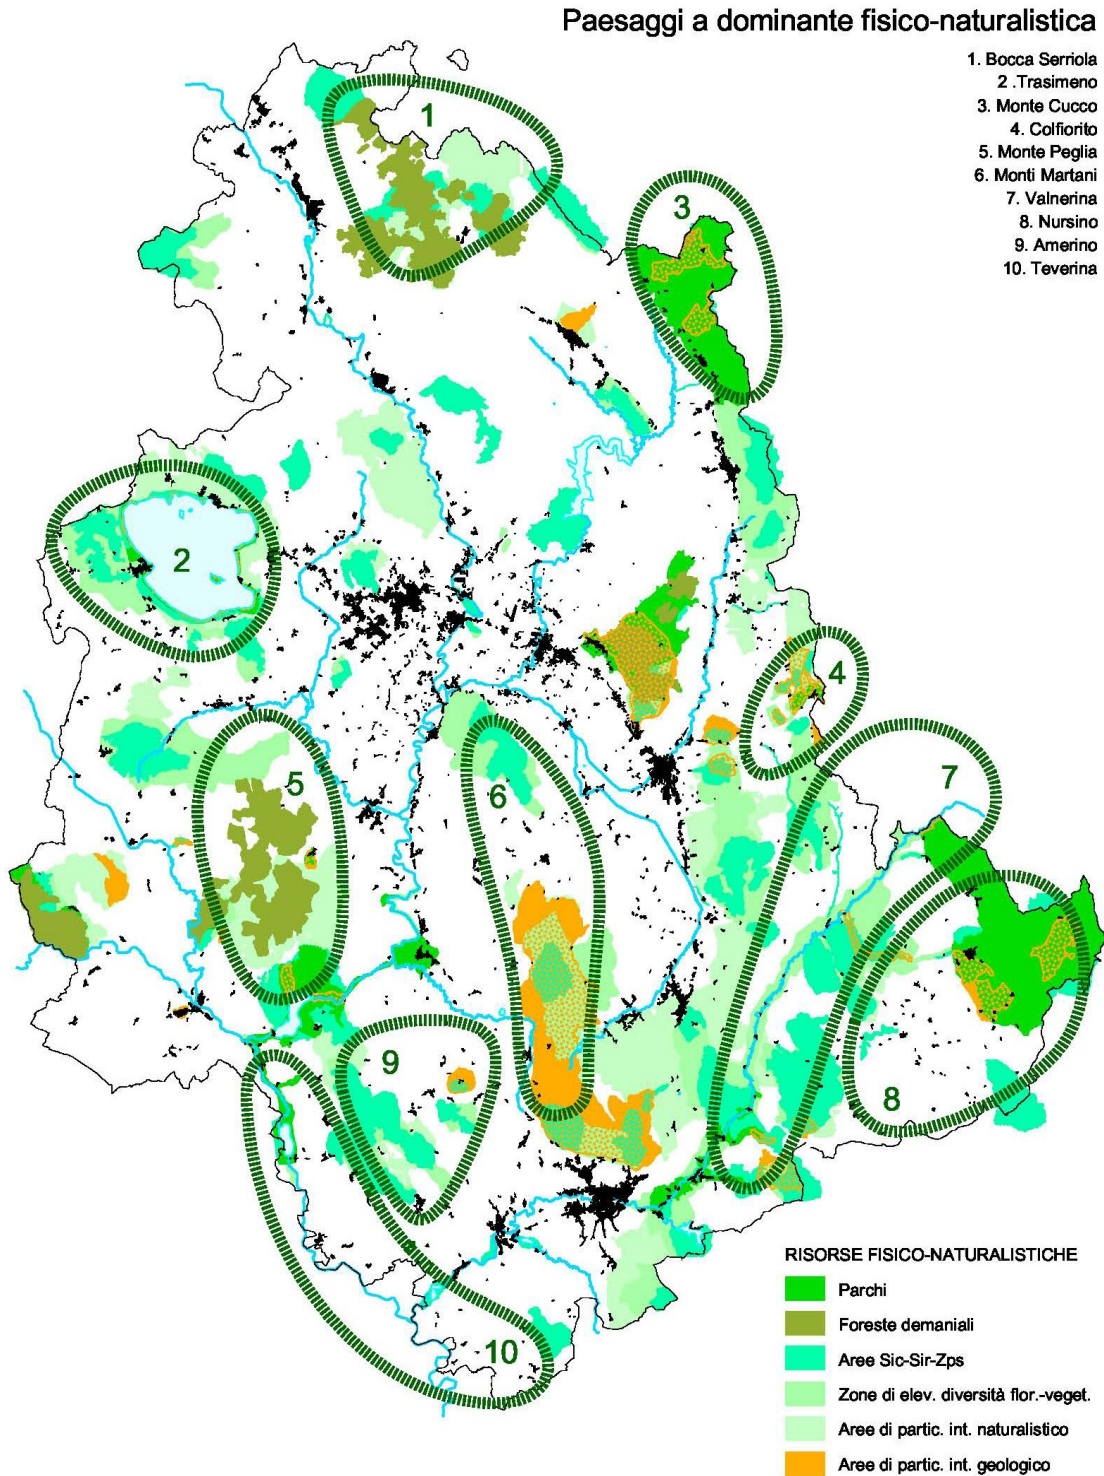 Paesaggi a dominante fisico-naturalistica
1. Bocca Serriola
2 .Trasimeno
3. Monte Cucco
4. Colfiorito
5. Monte Peglia
6. Monti Martani
7. Valnerina
8. Nursino
9. Amerino
10. Teverina
1
3
2
4
7
5
6
8
9
10
RISORSE FISICO-NATURALISTICHE
Parchi
Foreste demaniali
Aree Sic-Sir-Zps
Zone di elev. diversità flor.-veget.
Aree di partic. int. naturalistico
Aree di partic. int. geologico